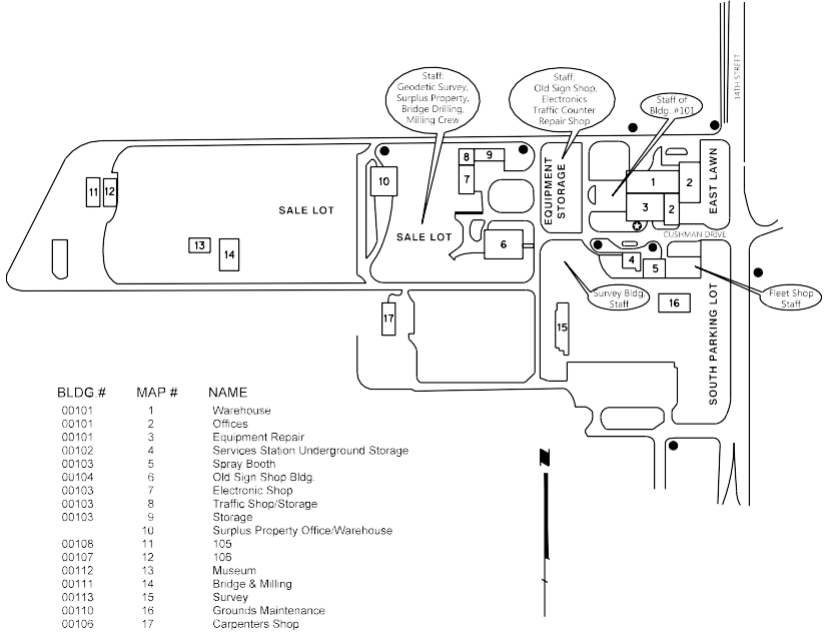 14TH STREET
Staff:
Geodetic Survey,
Surplus Property,
Bridge Drilling,
Milling Crew
Staff:
Old Sign Shop,
Electronics
Traffic Counter
Repair Shop
Staff of
Bldg. #101
8
9
7
10
11
12
1
2
3
2
EQUIPMENT
STORAGE
EAST LAWN
SALE LOT
SALE LOT
CUSHMAN DRIVE
13
14
6
4
5
Survey Bldg.
Staff
Fleet Shop
Staff
16
17
15
SOUTH PARKING LOT
BLDG.# MAP # NAME
00101 1 Warehouse
00101 2 Offices
00101 3 Equipment Repair
00102 4 Services Station Underground Storage
00103 5 Spray Booth
00104 6 Old Sign Shop Bldg.
00103 7 Electronic Shop
00103 8 Traffic Shop/Storage
00103 9 Storage
10 Surplus Property Office/Warehouse
00108 11 105
00107 12 106
00112 13 Museum
00111 14 Bridge & Milling
00113 15 Survey
00110 16 Grounds Maintenance
00106 17 Carpenters Shop